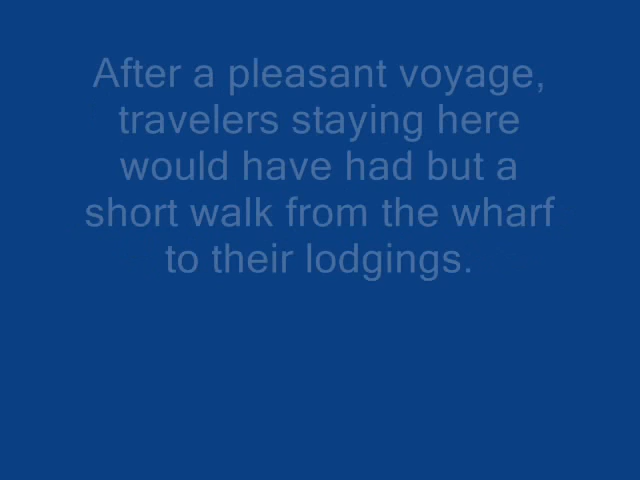 After a pleasant voyage,
travelers staying here
would have had but a
short walk from the wharf
to their lodgings.